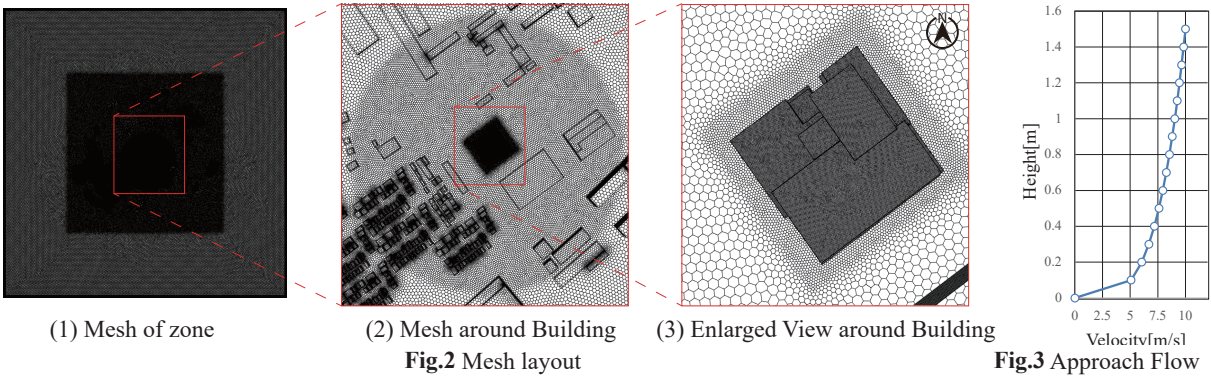 N
(1) Mesh of zone
(2) Mesh around Building
(3) Enlarged View around Building
Fig.2 Mesh layout
Height[m]
1.6
1.4
1.2
1
0.8
0.6
0.4
0.2
0
0 2.5 5 7.5 10
Velocity[m/s]
Fig.3 Approach Flow